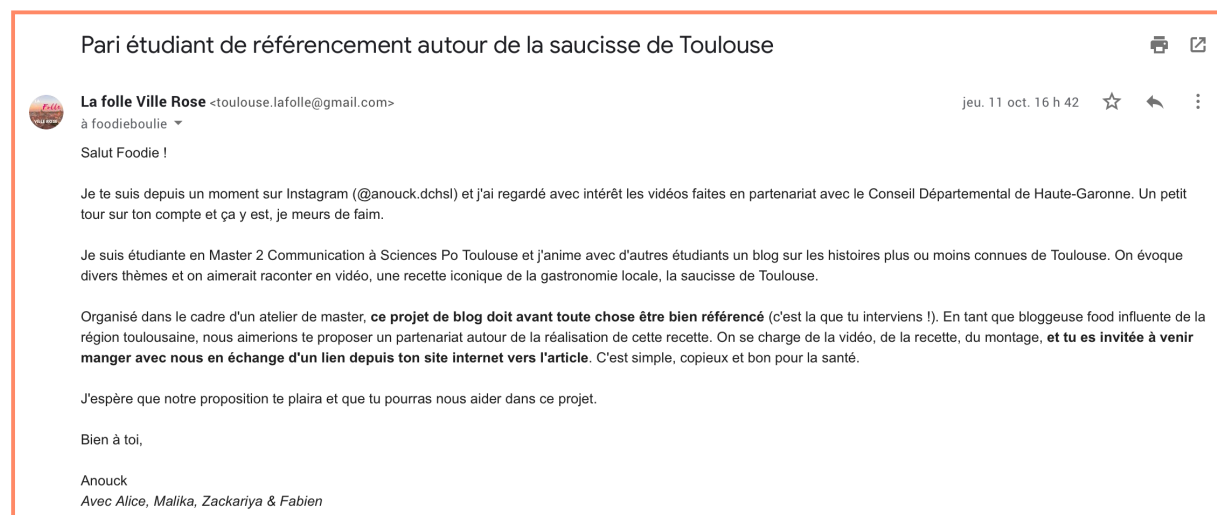 Pari étudiant de référencement autour de la saucisse de Toulouse
La folle Ville Rose <toulouse.lafolle@gmail.com>
jeu. 11 oct. 16 h 42
Folle
VILLE ROSE
à foodieboulie
Salut Foodie !
Je te suis depuis un moment sur Instagram (@anouck.dchsl) et j'ai regardé avec intérêt les vidéos faites en partenariat avec le Conseil Départemental de Haute-Garonne. Un petit
tour sur ton compte et ça y est, je meurs de faim.
Je suis étudiante en Master 2 Communication à Sciences Po Toulouse et j'anime avec d'autres étudiants un blog sur les histoires plus ou moins connues de Toulouse. On évoque
divers thèmes et on aimerait raconter en vidéo, une recette iconique de la gastronomie locale, la saucisse de Toulouse.
Organisé dans le cadre d'un atelier de master, ce projet de blog doit avant toute chose être bien référencé (c'est la que tu interviens !). En tant que bloggeuse food influente de la
région toulousaine, nous aimerions te proposer un partenariat autour de la réalisation de cette recette. On se charge de la vidéo, de la recette, du montage, et tu es invitée à venir
manger avec nous en échange d'un lien depuis ton site internet vers l'article. C'est simple, copieux et bon pour la santé.
J'espère que notre proposition te plaira et que tu pourras nous aider dans ce projet.
Bien à toi,
Anouck
Avec Alice, Malika, Zackariya & Fabien